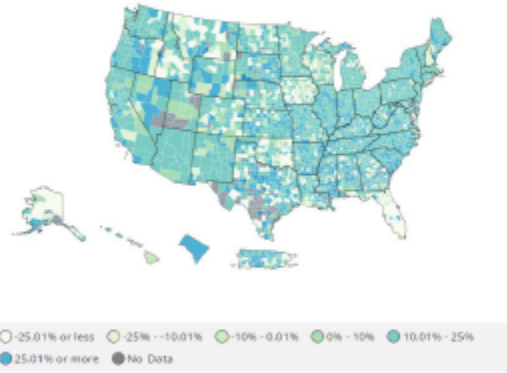 -25.01% or less -25% - -10.01% -10% - 0.01% 0% - 10% 10.01% - 25%
25.01% or more No Data